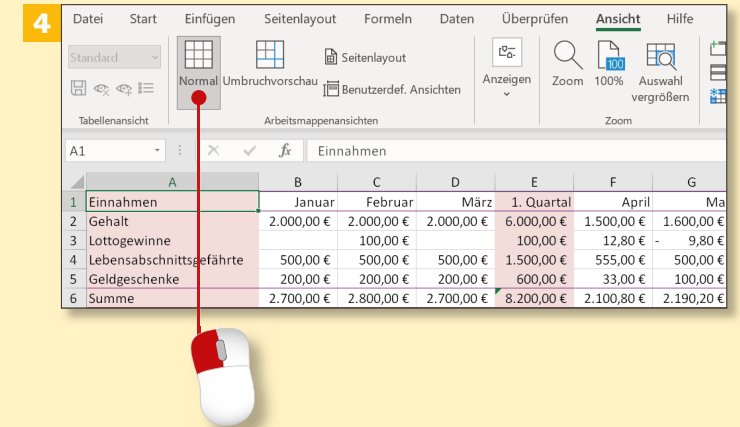 4
Datei Start Einfügen Seitenlayout Formeln Daten Überprüfen Ansicht Hilfe
Standard
Normal Umbruchvorschau Seitenlayout
Benutzerdef. Ansichten
Anzeigen Zoom 100% Auswahl vergrößern
100
Tabellenansicht Arbeitsmappenansichten Zoom
A1 fx Einnahmen
A B C D E F G
1 Einnahmen Januar Februar März 1. Quartal April Ma
2 Gehalt 2.000,00 € 2.000,00 € 2.000,00 € 6.000,00 € 1.500,00 € 1.600,00 €
3 Lottogewinne 100,00 € 100,00 € 12,80 € - 9,80 €
4 Lebensabschnittsgefährte 500,00 € 500,00 € 500,00 € 1.500,00 € 555,00 € 500,00 €
5 Geldgeschenke 200,00 € 200,00 € 200,00 € 600,00 € 33,00 € 100,00 €
6 Summe 2.700,00 € 2.800,00 € 2.700,00 € 8.200,00 € 2.100,80 € 2.190,20 €